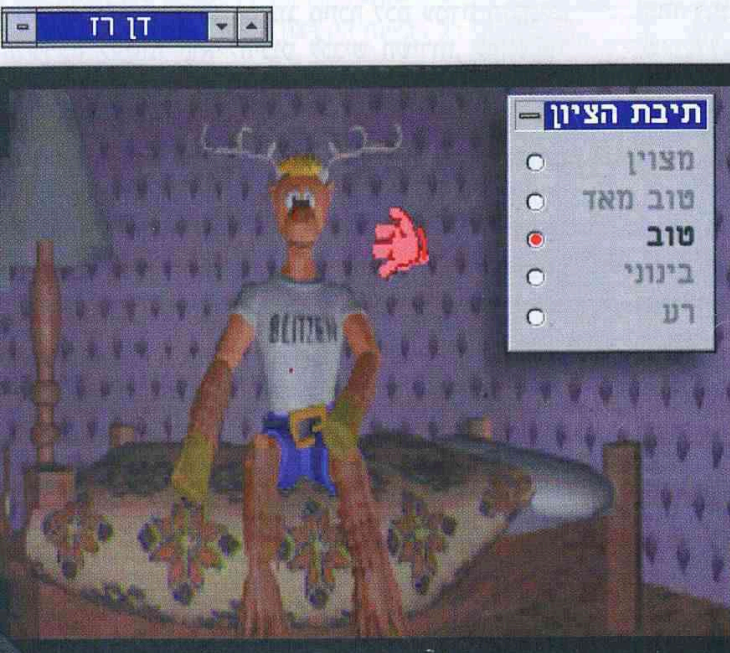 דן רז
תיבת הציון
מצוין
טוב מאד
טוב
בינוני
רע
BLITZEN